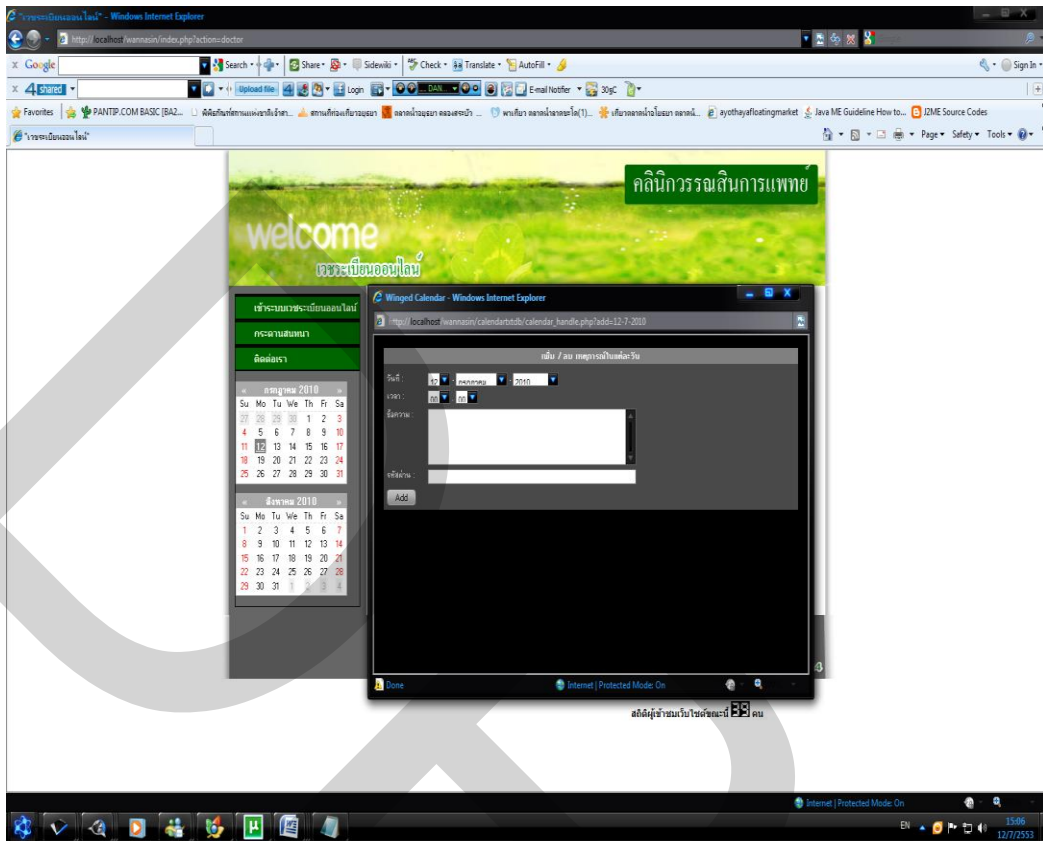 "เวชระเบียนออนไลน์" - Windows Internet Explorer
http://localhost/wannasin/index.php?action=doctor
x Google Search Share Sidewiki Check Translate AutoFill Sign In
x 4shared Upload file Login DAN... E-mail Notifier 30°C
Favorites PANTIP.COM BASIC [BA2... ayothayafloatingmarket Java ME Guideline How to... J2ME Source Codes
"เวชระเบียนออนไลน์" Page Safety Tools
คลินิกวรรณสินการแพทย์
welcome
เวชระเบียนออนไลน์
เข้าระบบเวชระเบียนออนไลน์
กระดานสนทนา
ติดต่อเรา
« กรกฎาคม 2010 »
Su Mo Tu We Th Fr Sa
27 28 29 30 1 2 3
4 5 6 7 8 9 10
11 12 13 14 15 16 17
18 19 20 21 22 23 24
25 26 27 28 29 30 31
« สิงหาคม 2010 »
Su Mo Tu We Th Fr Sa
1 2 3 4 5 6 7
8 9 10 11 12 13 14
15 16 17 18 19 20 21
22 23 24 25 26 27 28
29 30 31 1 2 3 4
Winged Calendar - Windows Internet Explorer
http://localhost/wannasin/calendartxtdb/calendar_handle.php?add=12-7-2010
เพิ่ม / ลบ เหตุการณ์ในแต่ละวัน
วันที่ : 12 - กรกฎาคม - 2010
เวลา : 00 : 00
ข้อความ :
รหัสผ่าน :
Add
Done Internet | Protected Mode: On
สถิติผู้เข้าชมเว็บไซต์ขณะนี้ 39 คน
Internet | Protected Mode: On
EN 15:06
12/7/2553